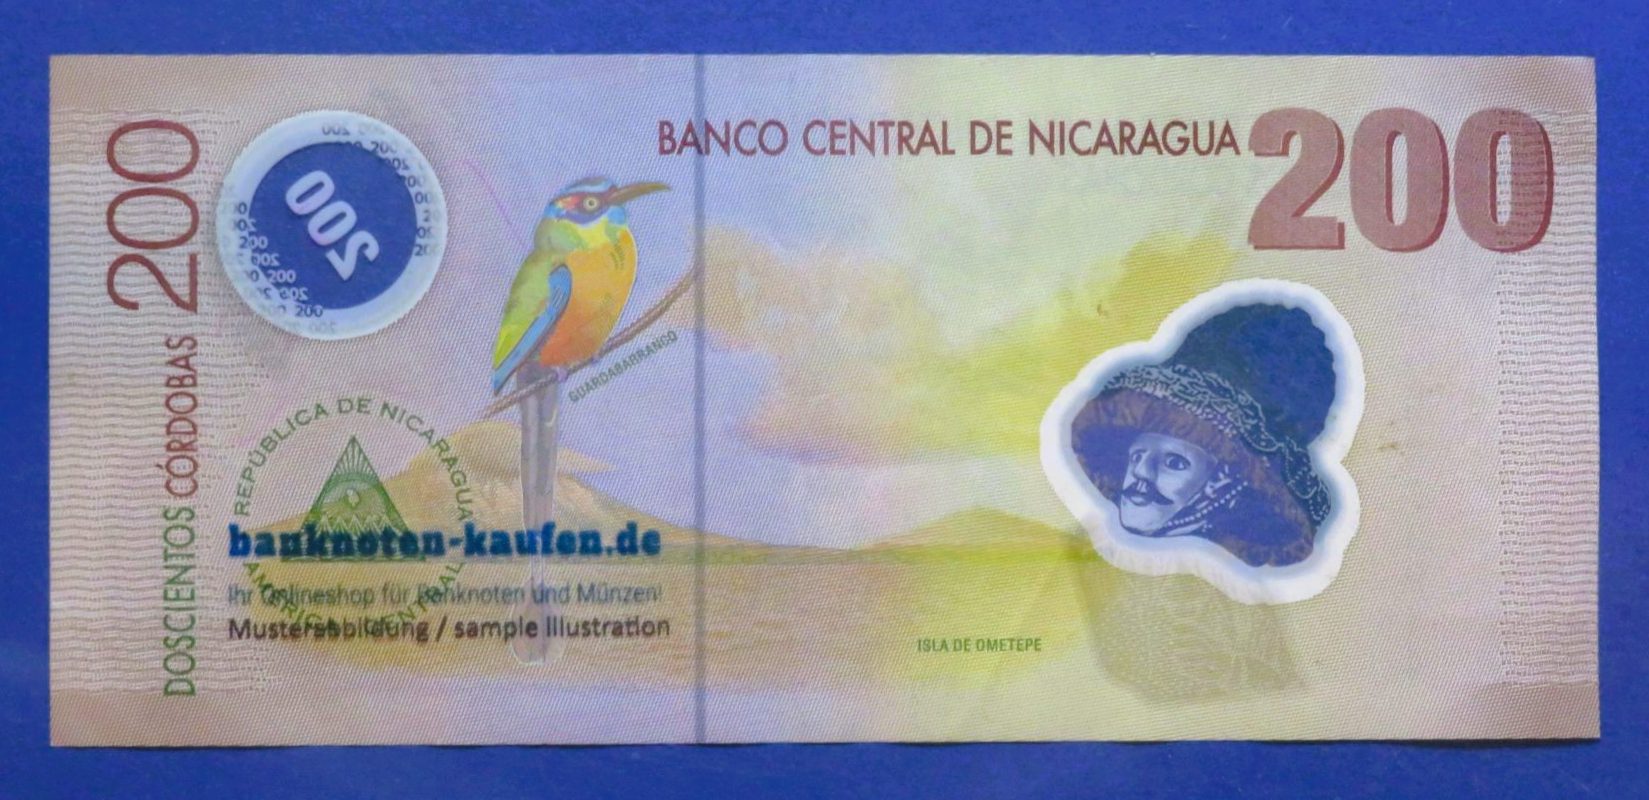 BANCO CENTRAL DE NICARAGUA
200
200
DOSCIENTOS CÓRDOBAS
200
GUARDABARRANCO
REPÚBLICA DE NICARAGUA
AMÉRICA CENTRAL
banknoten-kaufen.de
Ihr Onlineshop für Banknoten und Münzen!
Musterabbildung / sample Illustration
ISLA DE OMETEPE